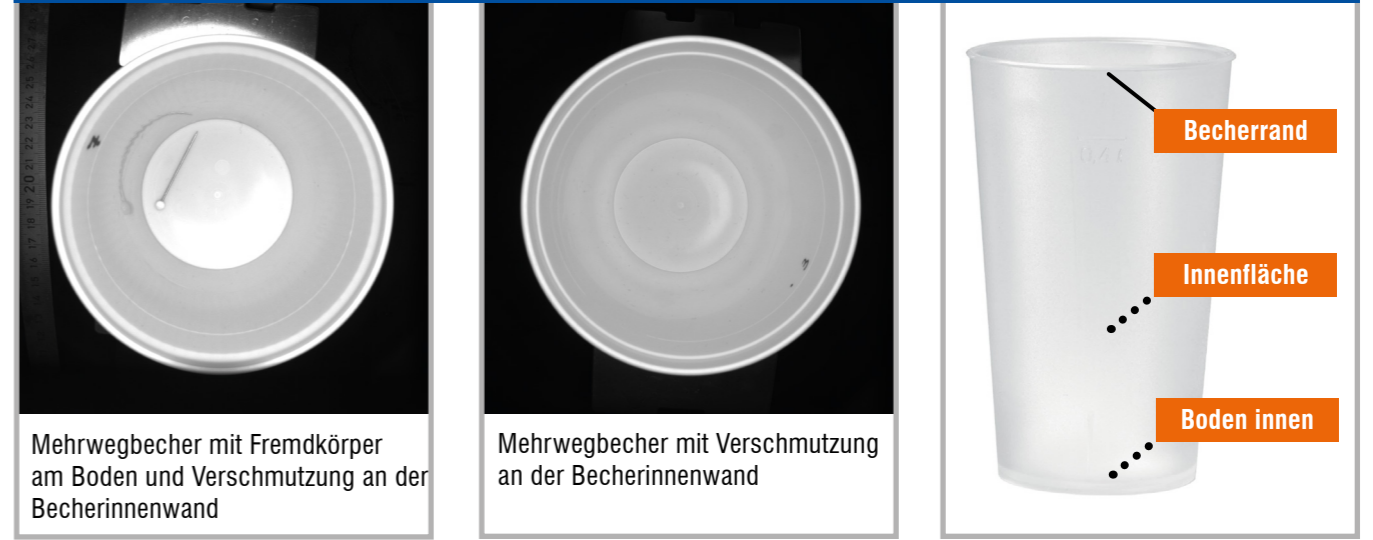 Becherrand
Innenfläche
Boden innen
Mehrwegbecher mit Fremdkörper
am Boden und Verschmutzung an der
Becherinnenwand
Mehrwegbecher mit Verschmutzung
an der Becherinnenwand